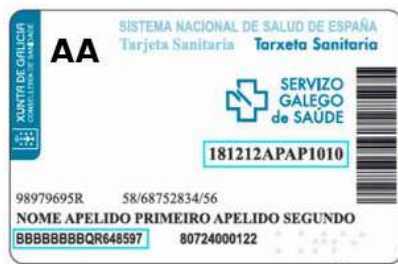 XUNTA DE GALICIA
CONSELLERÍA DE SANIDADE
AA
SISTEMA NACIONAL DE SALUD DE ESPAÑA
Tarjeta Sanitaria Tarxeta Sanitaria
SERVIZO
GALEGO
de SAÚDE
181212APAP1010
98979695R 58/68752834/56
NOME APELIDO PRIMEIRO APELIDO SEGUNDO
BBBBBBBBQR648597 80724000122